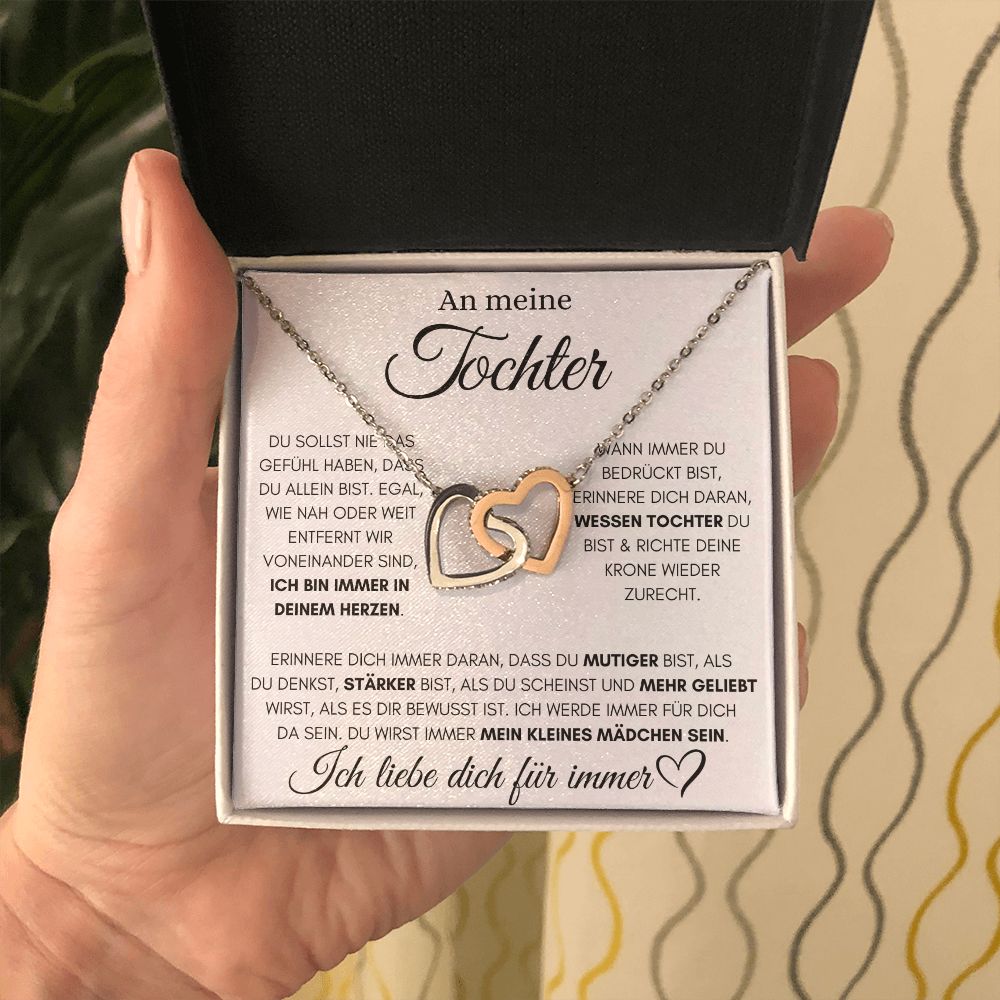 An meine
Tochter
DU SOLLST NIE DAS
GEFÜHL HABEN, DASS
DU ALLEIN BIST. EGAL,
WIE NAH ODER WEIT
ENTFERNT WIR
VONEINANDER SIND,
ICH BIN IMMER IN
DEINEM HERZEN.
WANN IMMER DU
BEDRÜCKT BIST,
ERINNERE DICH DARAN,
WESSEN TOCHTER DU
BIST & RICHTE DEINE
KRONE WIEDER
ZURECHT.
ERINNERE DICH IMMER DARAN, DASS DU MUTIGER BIST, ALS
DU DENKST, STÄRKER BIST, ALS DU SCHEINST UND MEHR GELIEBT
WIRST, ALS ES DIR BEWUSST IST. ICH WERDE IMMER FÜR DICH
DA SEIN. DU WIRST IMMER MEIN KLEINES MÄDCHEN SEIN.
Ich liebe dich für immer